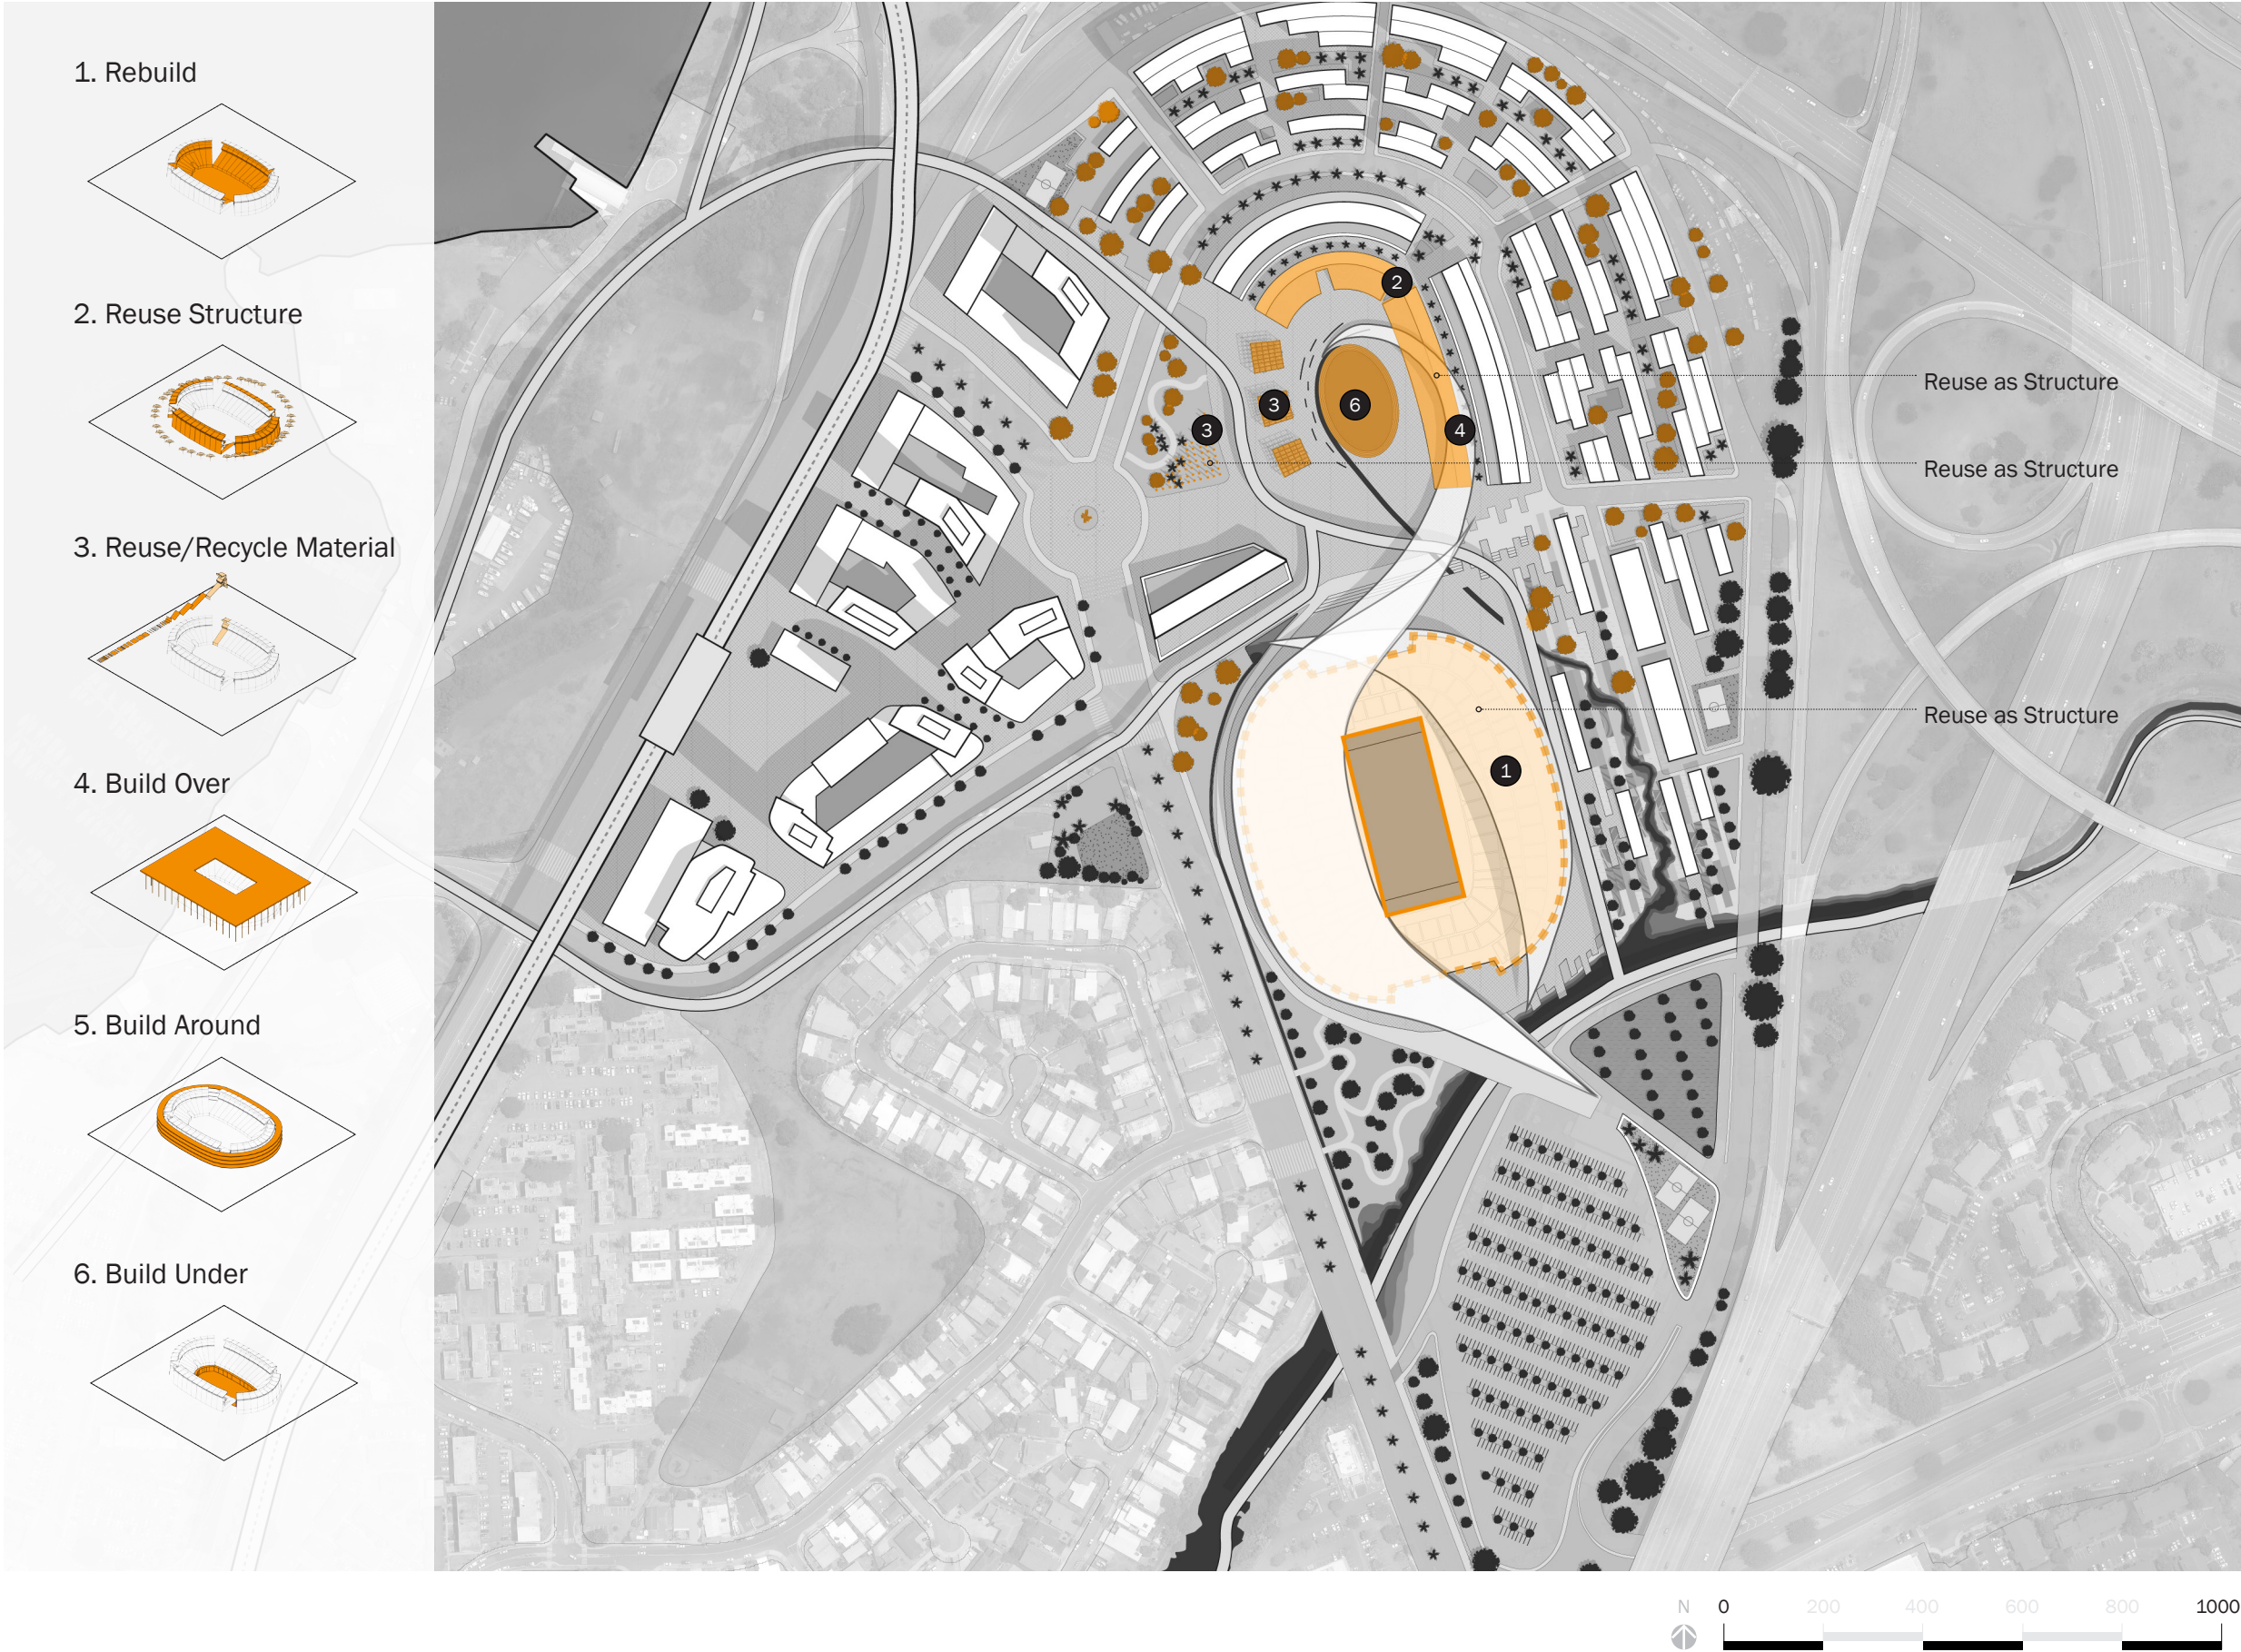 1. Rebuild
2. Reuse Structure
3. Reuse/Recycle Material
4. Build Over
5. Build Around
6. Build Under
2
Reuse as Structure
3
6
3
4
Reuse as Structure
Reuse as Structure
1
N 0 200 400 600 800 1000